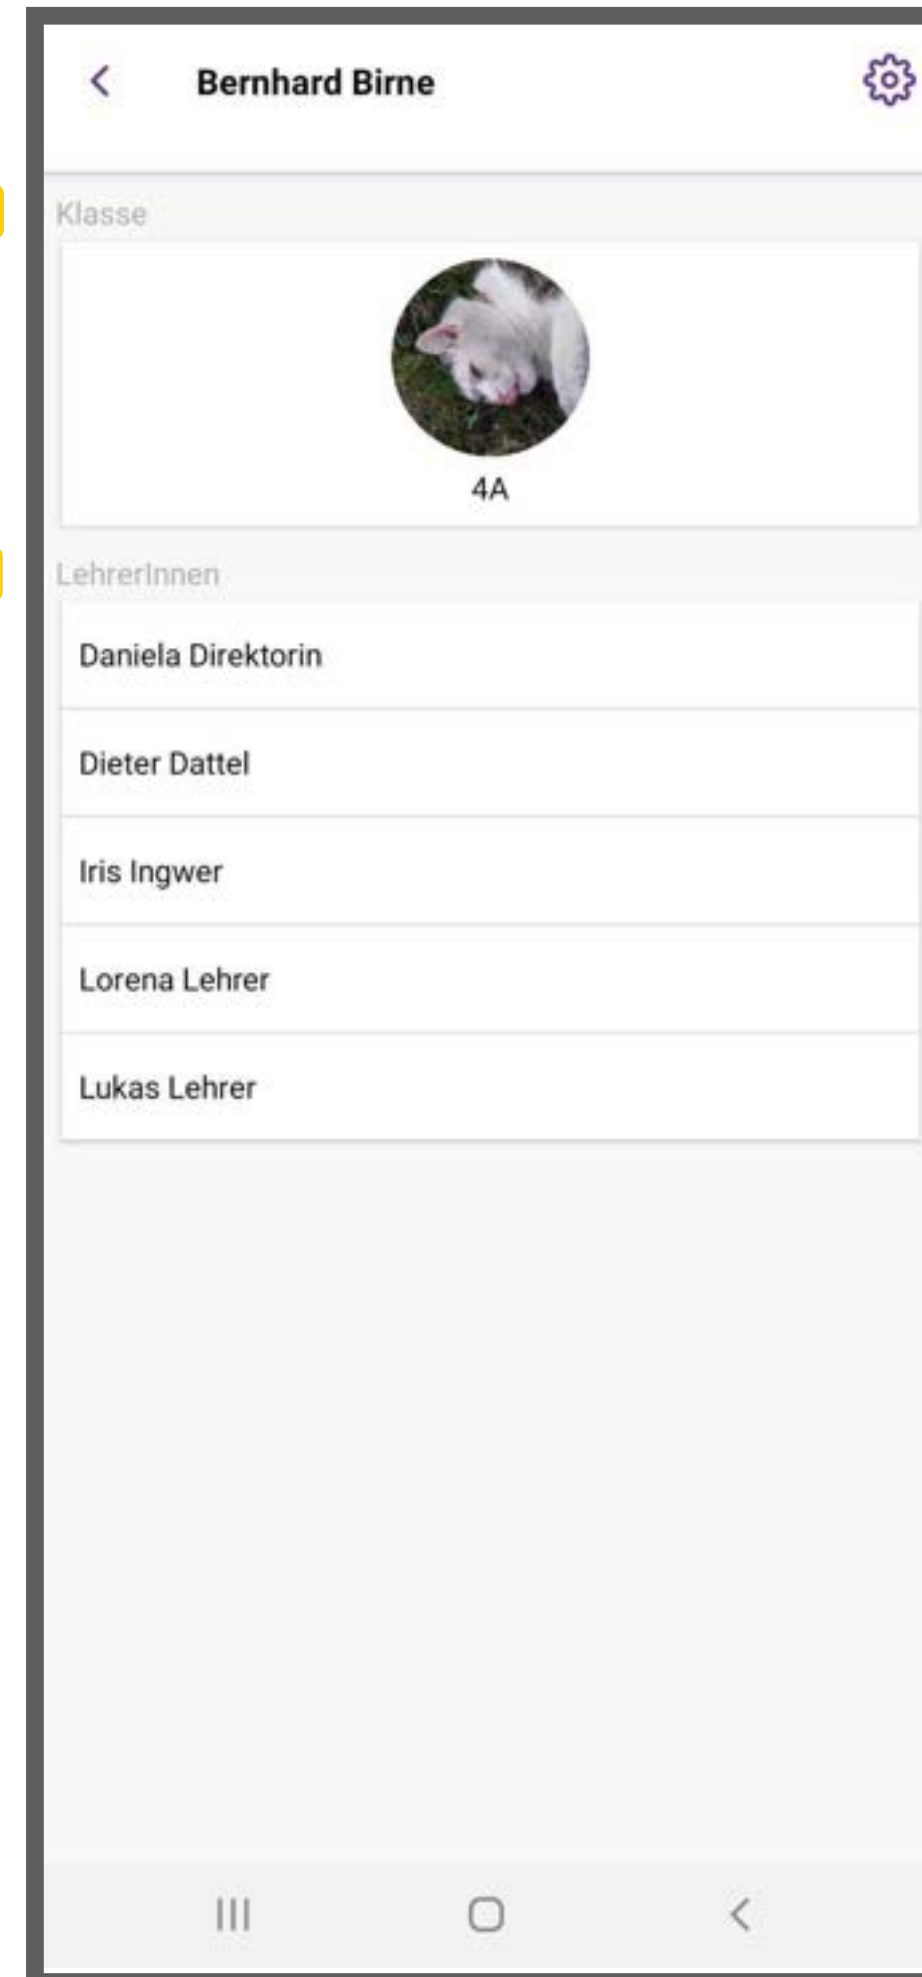 Bernhard Birne
Klasse
4A
LehrerInnen
Daniela Direktorin
Dieter Dattel
Iris Ingwer
Lorena Lehrer
Lukas Lehrer